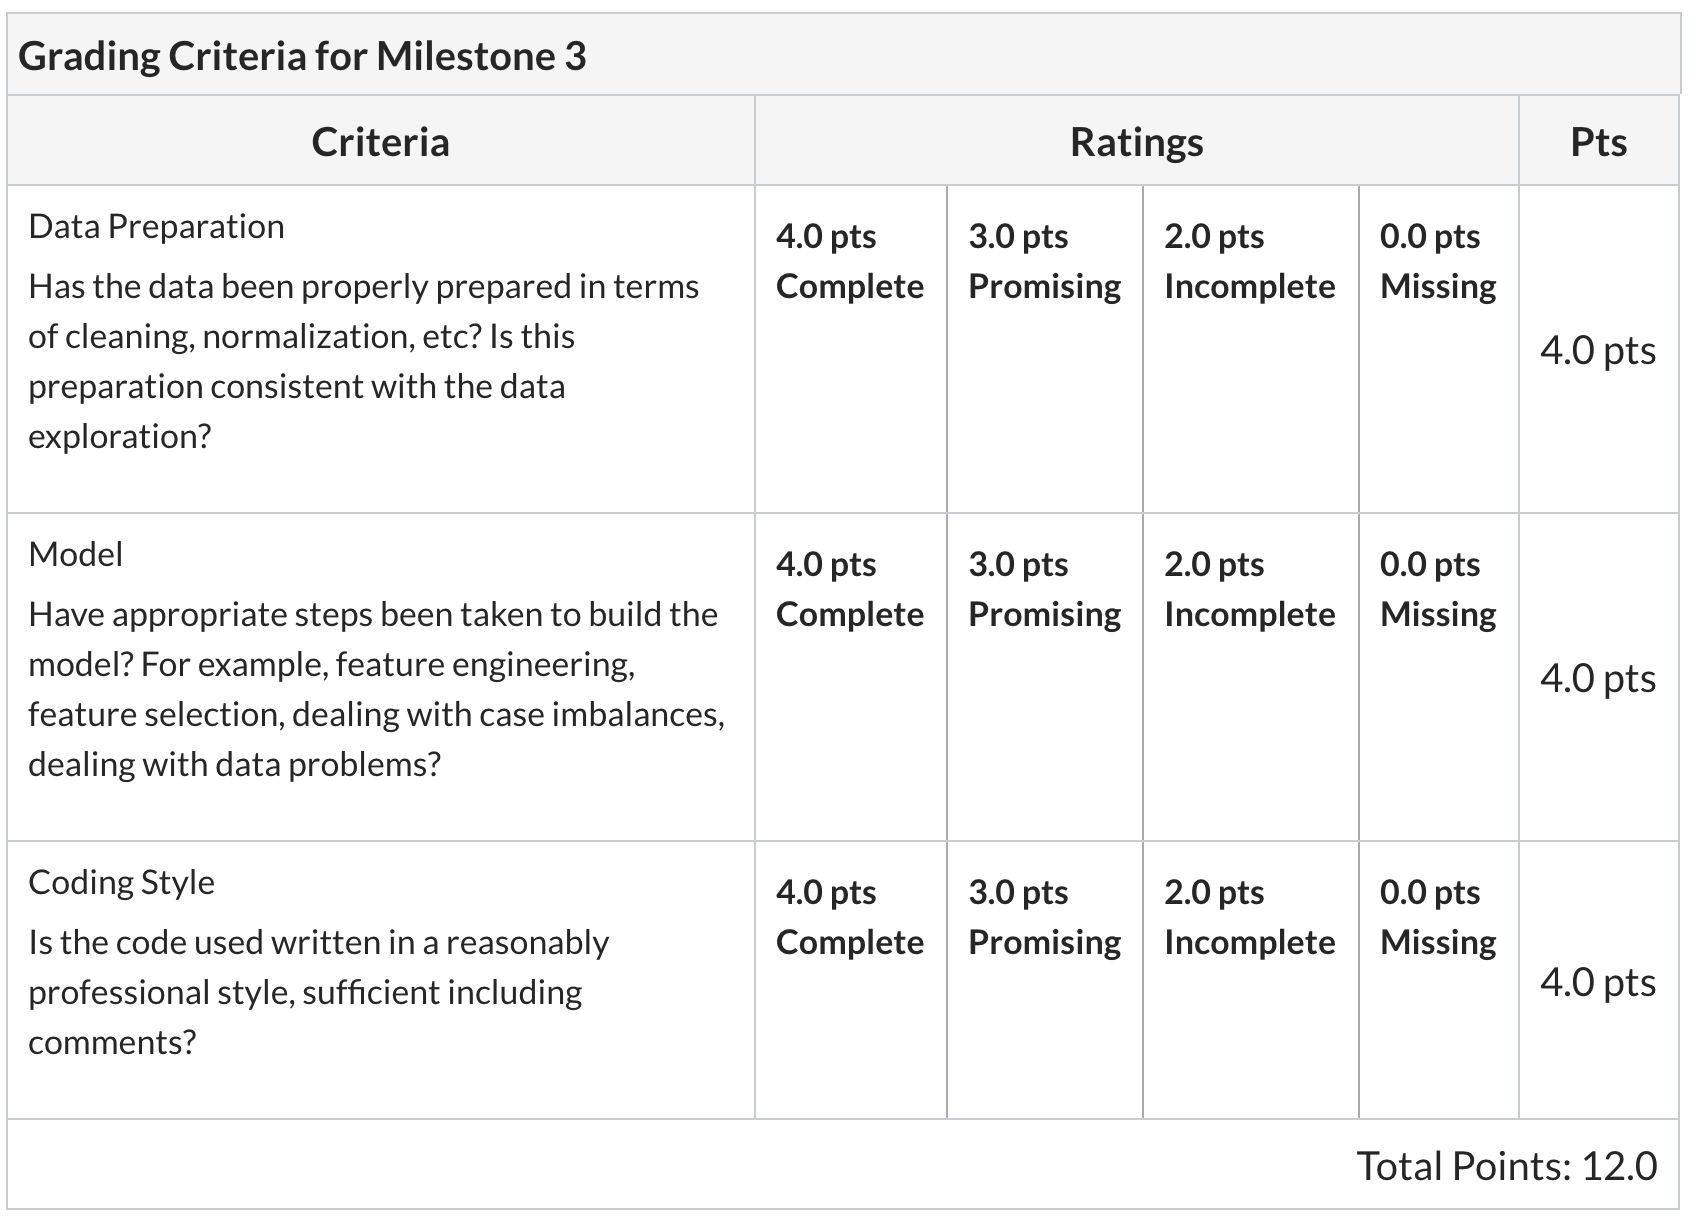 Grading Criteria for Milestone 3
Criteria Ratings Pts
Data Preparation
Has the data been properly prepared in terms
of cleaning, normalization, etc? Is this
preparation consistent with the data
exploration?
4.0 pts
Complete
3.0 pts
Promising
2.0 pts
Incomplete
0.0 pts
Missing
4.0 pts
Model
Have appropriate steps been taken to build the
model? For example, feature engineering,
feature selection, dealing with case imbalances,
dealing with data problems?
4.0 pts
Complete
3.0 pts
Promising
2.0 pts
Incomplete
0.0 pts
Missing
4.0 pts
Coding Style
Is the code used written in a reasonably
professional style, sufficient including
comments?
4.0 pts
Complete
3.0 pts
Promising
2.0 pts
Incomplete
0.0 pts
Missing
4.0 pts
Total Points: 12.0